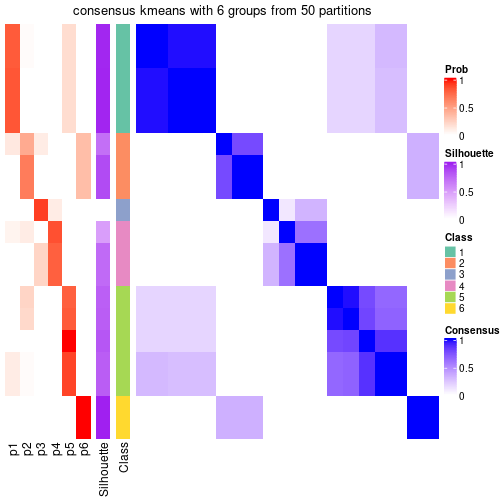 consensus kmeans with 6 groups from 50 partitions
Prob
1
0.5
0
Silhouette
1
0.5
0
Class
1
2
3
4
5
6
Consensus
1
0.5
0
p1
p2
p3
p4
p5
p6
Silhouette
Class